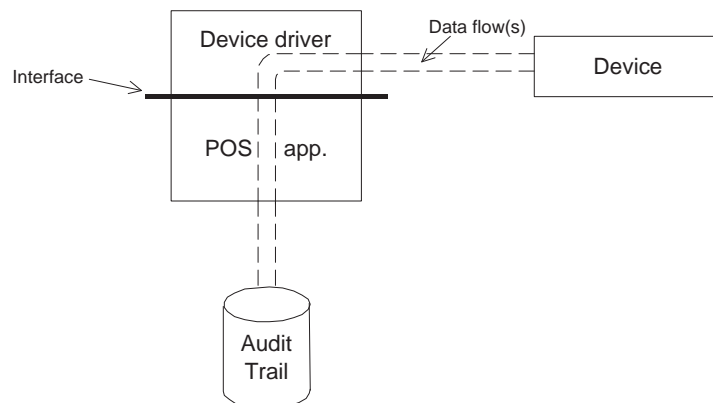 Data flow(s)
Device driver
Device
Interface
POS app.
Audit
Trail